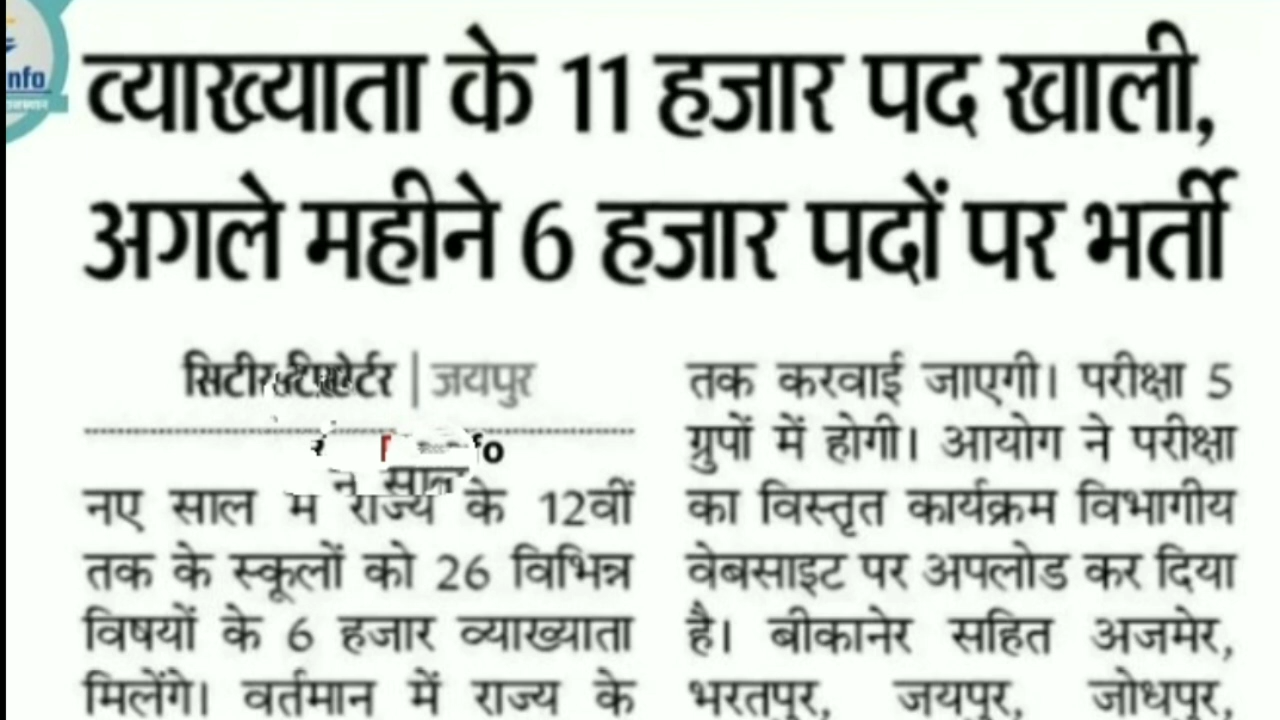 nfo
व्याख्याता के 11 हजार पद खाली,
अगले महीने 6 हजार पदों पर भर्ती
जयपुर
नए साल में राज्य के 12वीं
तक के स्कूलों को 26 विभिन्न
विषयों के 6 हजार व्याख्याता
मिलेंगे। वर्तमान में राज्य के
तक करवाई जाएगी। परीक्षा 5
ग्रुपों में होगी। आयोग ने परीक्षा
का विस्तृत कार्यक्रम विभागीय
वेबसाइट पर अपलोड कर दिया
है। बीकानेर सहित अजमेर,
भरतपुर, जयपुर, जोधपुर,